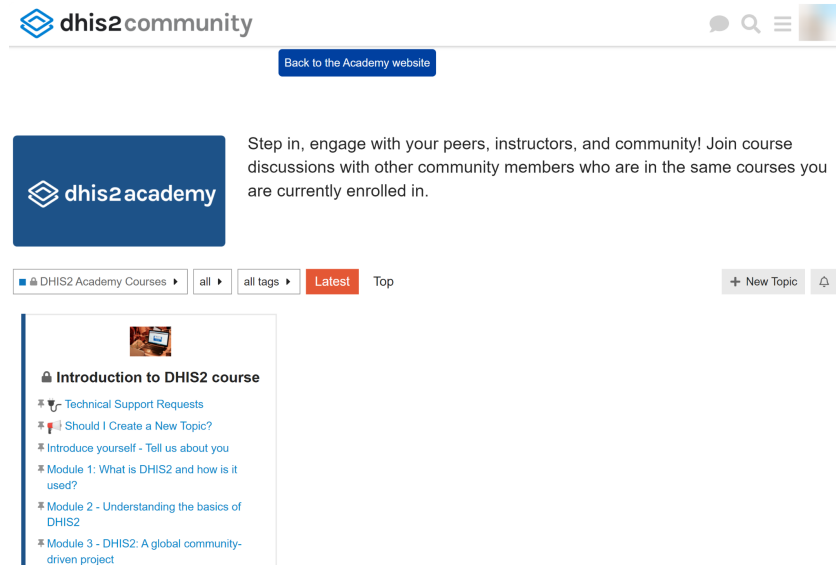 dhis2community
Back to the Academy website
dhis2academy
Step in, engage with your peers, instructors, and community! Join course
discussions with other community members who are in the same courses you
are currently enrolled in.
DHIS2 Academy Courses
all
all tags
Latest
Top
New Topic
Introduction to DHIS2 course
Technical Support Requests
Should I Create a New Topic?
Introduce yourself - Tell us about you
Module 1: What is DHIS2 and how is it
used?
Module 2 - Understanding the basics of
DHIS2
Module 3 - DHIS2: A global community-
driven project